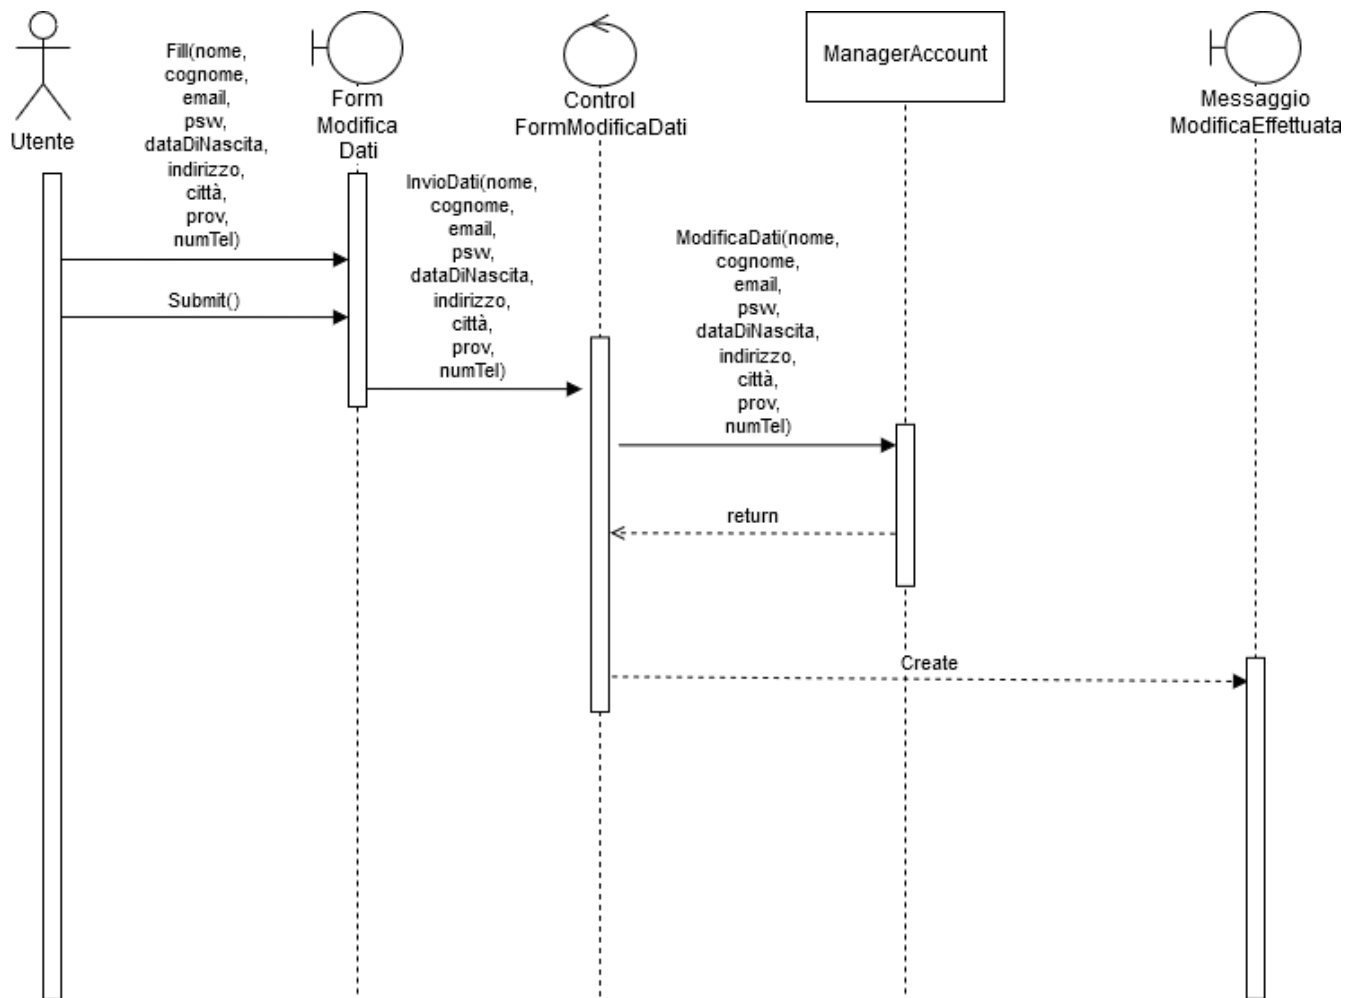 Utente
Fill(nome,
cognome,
email,
psw,
dataDiNascita,
indirizzo,
città,
prov,
numTel)
Submit()
Form
Modifica
Dati
InvioDati(nome,
cognome,
email,
psw,
dataDiNascita,
indirizzo,
città,
prov,
numTel)
Control
FormModificaDati
ModificaDati(nome,
cognome,
email,
psw,
dataDiNascita,
indirizzo,
città,
prov,
numTel)
return
ManagerAccount
Create
Messaggio
ModificaEffettuata